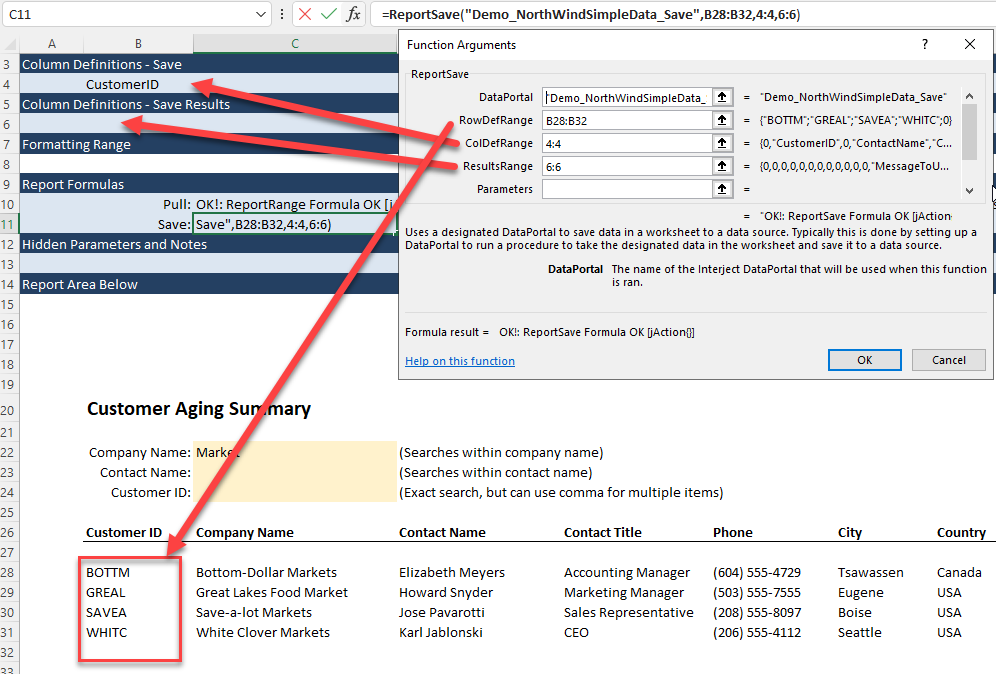 C11 fx =ReportSave("Demo_NorthWindSimpleData_Save",B28:B32,4:4,6:6)
A B C
Function Arguments ? X
3 Column Definitions - Save
4 CustomerID
5 Column Definitions - Save Results
6
7 Formatting Range
8
9 Report Formulas
10 Pull: OK!: ReportRange Formula OK [j
11 Save: Save",B28:B32,4:4,6:6)
12 Hidden Parameters and Notes
13
14 Report Area Below
ReportSave
DataPortal "Demo_NorthWindSimpleData_ = "Demo_NorthWindSimpleData_Save"
RowDefRange B28:B32 = {"BOTTM";"GREAL";"SAVEA";"WHITC";0}
ColDefRange 4:4 = {0,"CustomerID",0,"ContactName","C...
ResultsRange 6:6 = {0,0,0,0,0,0,0,0,0,0,0,0,"MessageToU...
Parameters =
= "OK!: ReportSave Formula OK [jAction
Uses a designated DataPortal to save data in a worksheet to a data source. Typically this is done by setting up a
DataPortal to run a procedure to take the designated data in the worksheet and save it to a data source.
DataPortal The name of the Interject DataPortal that will be used when this function
is ran.
Formula result = OK!: ReportSave Formula OK [jAction{}]
Help on this function
OK Cancel
15
16
17
18
19
20 Customer Aging Summary
21
22 Company Name: Market (Searches within company name)
23 Contact Name: (Searches within contact name)
24 Customer ID: (Exact search, but can use comma for multiple items)
25
26 Customer ID Company Name Contact Name Contact Title Phone City Country
27
28 BOTTM Bottom-Dollar Markets Elizabeth Meyers Accounting Manager (604) 555-4729 Tsawassen Canada
29 GREAL Great Lakes Food Market Howard Snyder Marketing Manager (503) 555-7555 Eugene USA
30 SAVEA Save-a-lot Markets Jose Pavarotti Sales Representative (208) 555-8097 Boise USA
31 WHITC White Clover Markets Karl Jablonski CEO (206) 555-4112 Seattle USA
32
33